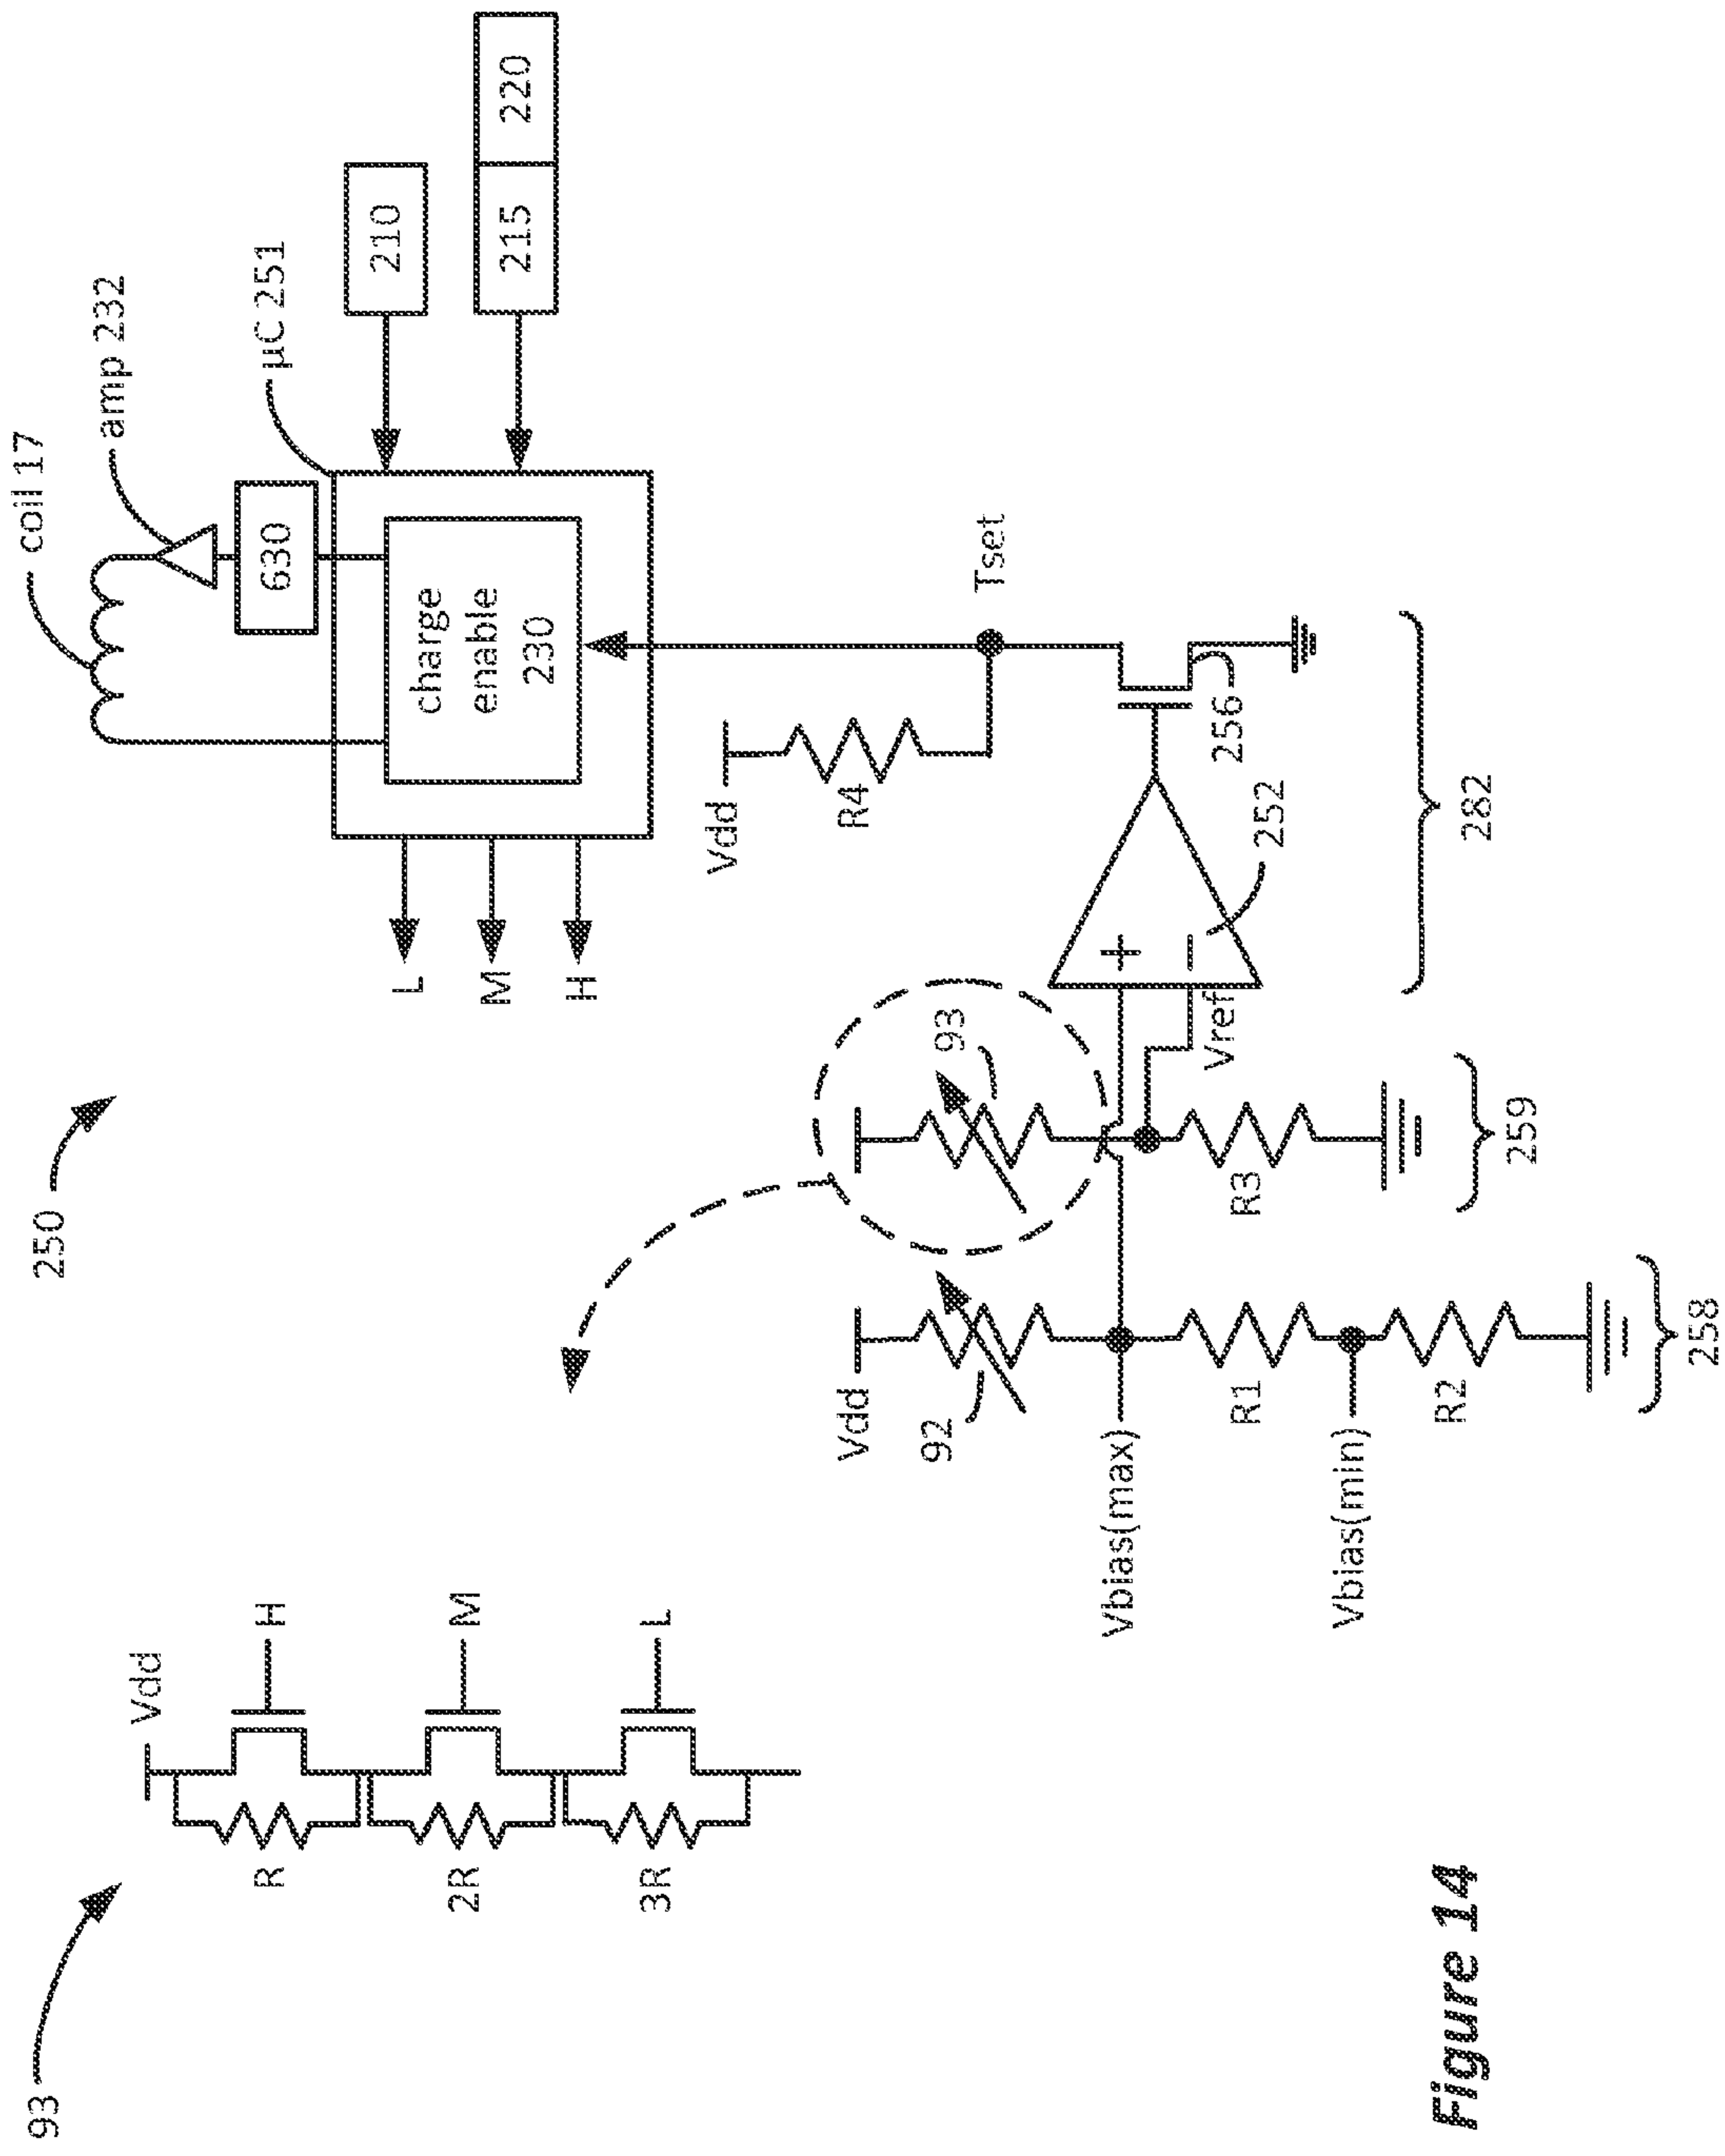 250
93
Vdd
R
H
2R
M
3R
L
coil 17
amp 232
µC 251
630
210
215
220
charge
enable
230
L
M
H
Vdd
R4
Tset
Vdd
92
93
Vbias(max)
R1
Vbias(min)
R2
R3
Vref
+
−
252
256
258
259
282
Figure 14